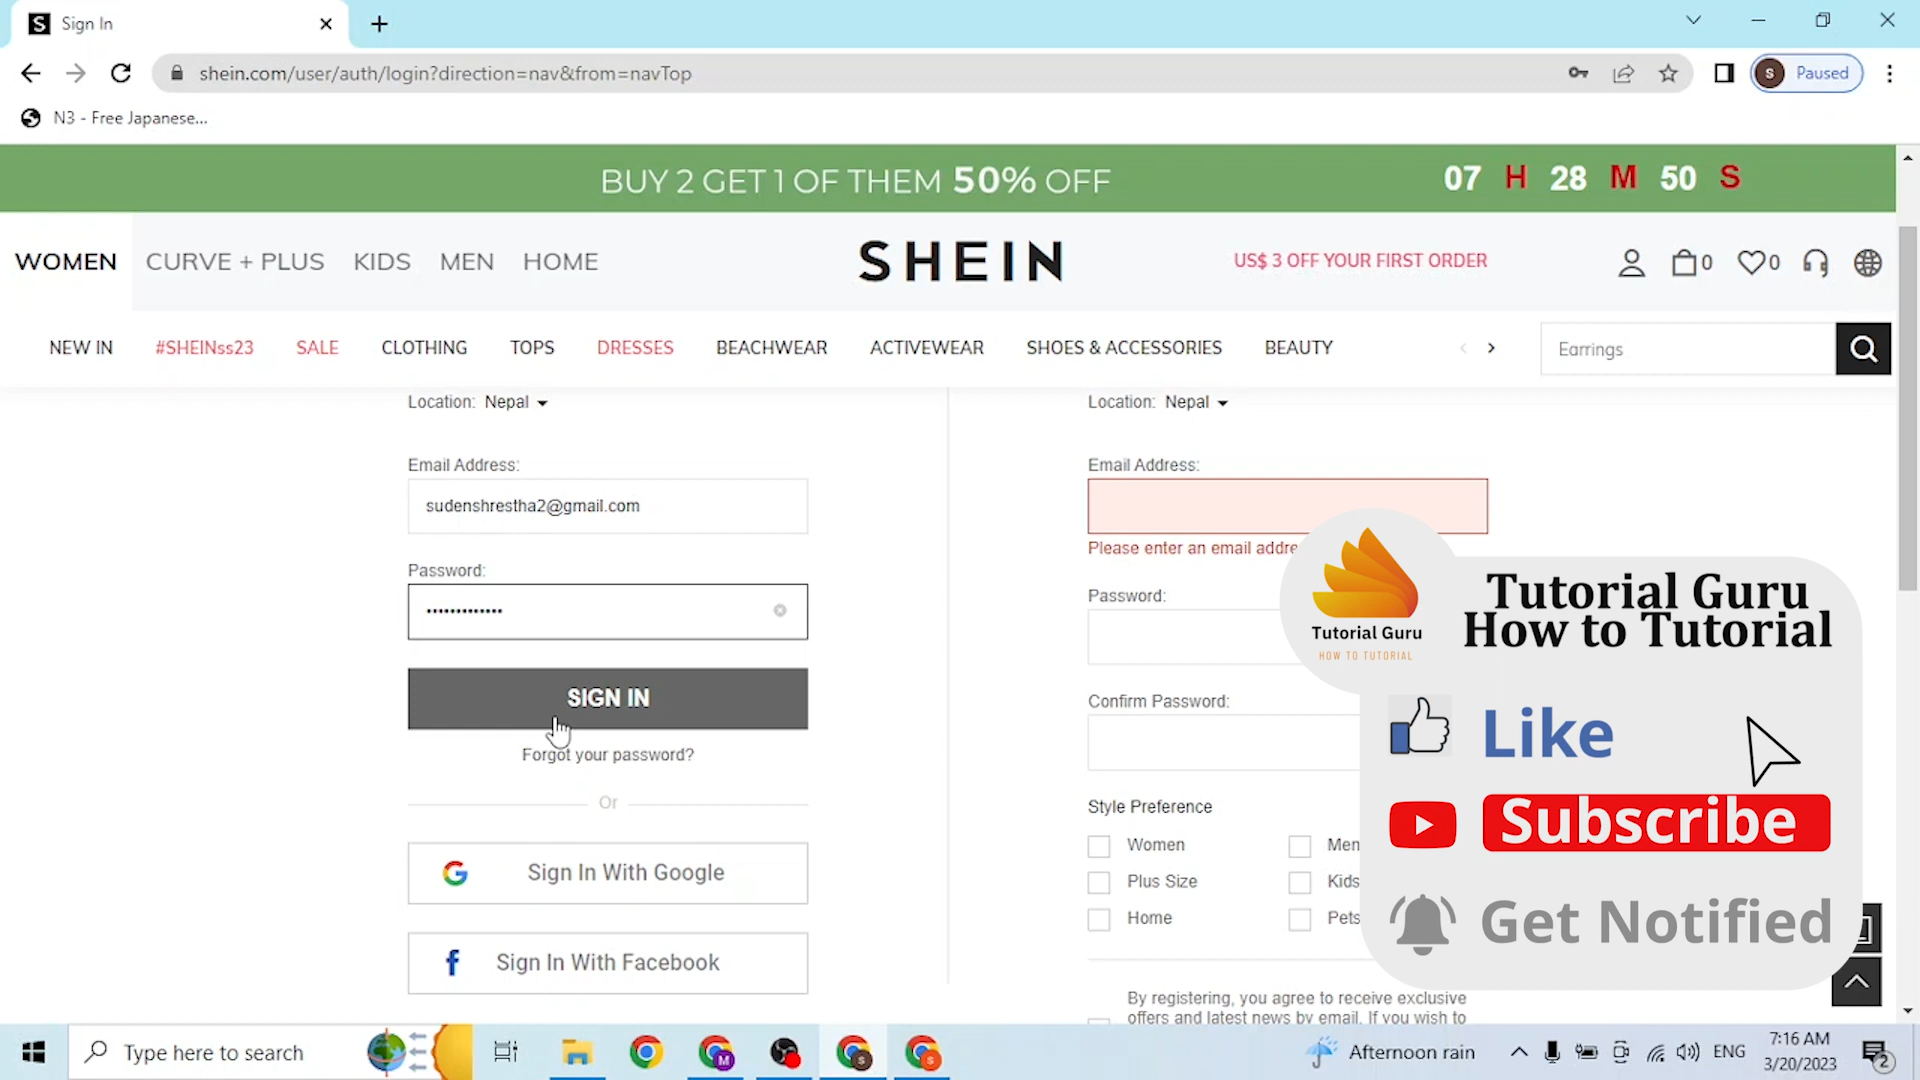 S Sign In
shein.com/user/auth/login?direction=nav&from=navTop
S Paused
N3 - Free Japanese...
BUY 2 GET 1 OF THEM 50% OFF
07 H 28 M 50 S
WOMEN CURVE + PLUS KIDS MEN HOME
SHEIN
US$ 3 OFF YOUR FIRST ORDER
0 0
NEW IN #SHEINss23 SALE CLOTHING TOPS DRESSES BEACHWEAR ACTIVEWEAR SHOES & ACCESSORIES BEAUTY
Earrings
Location: Nepal
Email Address:
sudenshrestha2@gmail.com
Password:
•••••••••••••
SIGN IN
Forgot your password?
Or
Sign In With Google
Sign In With Facebook
Location: Nepal
Email Address:
Please enter an email addre
Password:
Confirm Password:
Style Preference
Women Men
Plus Size Kids
Home Pets
By registering, you agree to receive exclusive
offers and latest news by email. If you wish to
Tutorial Guru
HOW TO TUTORIAL
Tutorial Guru
How to Tutorial
Like
Subscribe
Get Notified
Type here to search
M
S
S
Afternoon rain
ENG
7:16 AM
3/20/2023
2